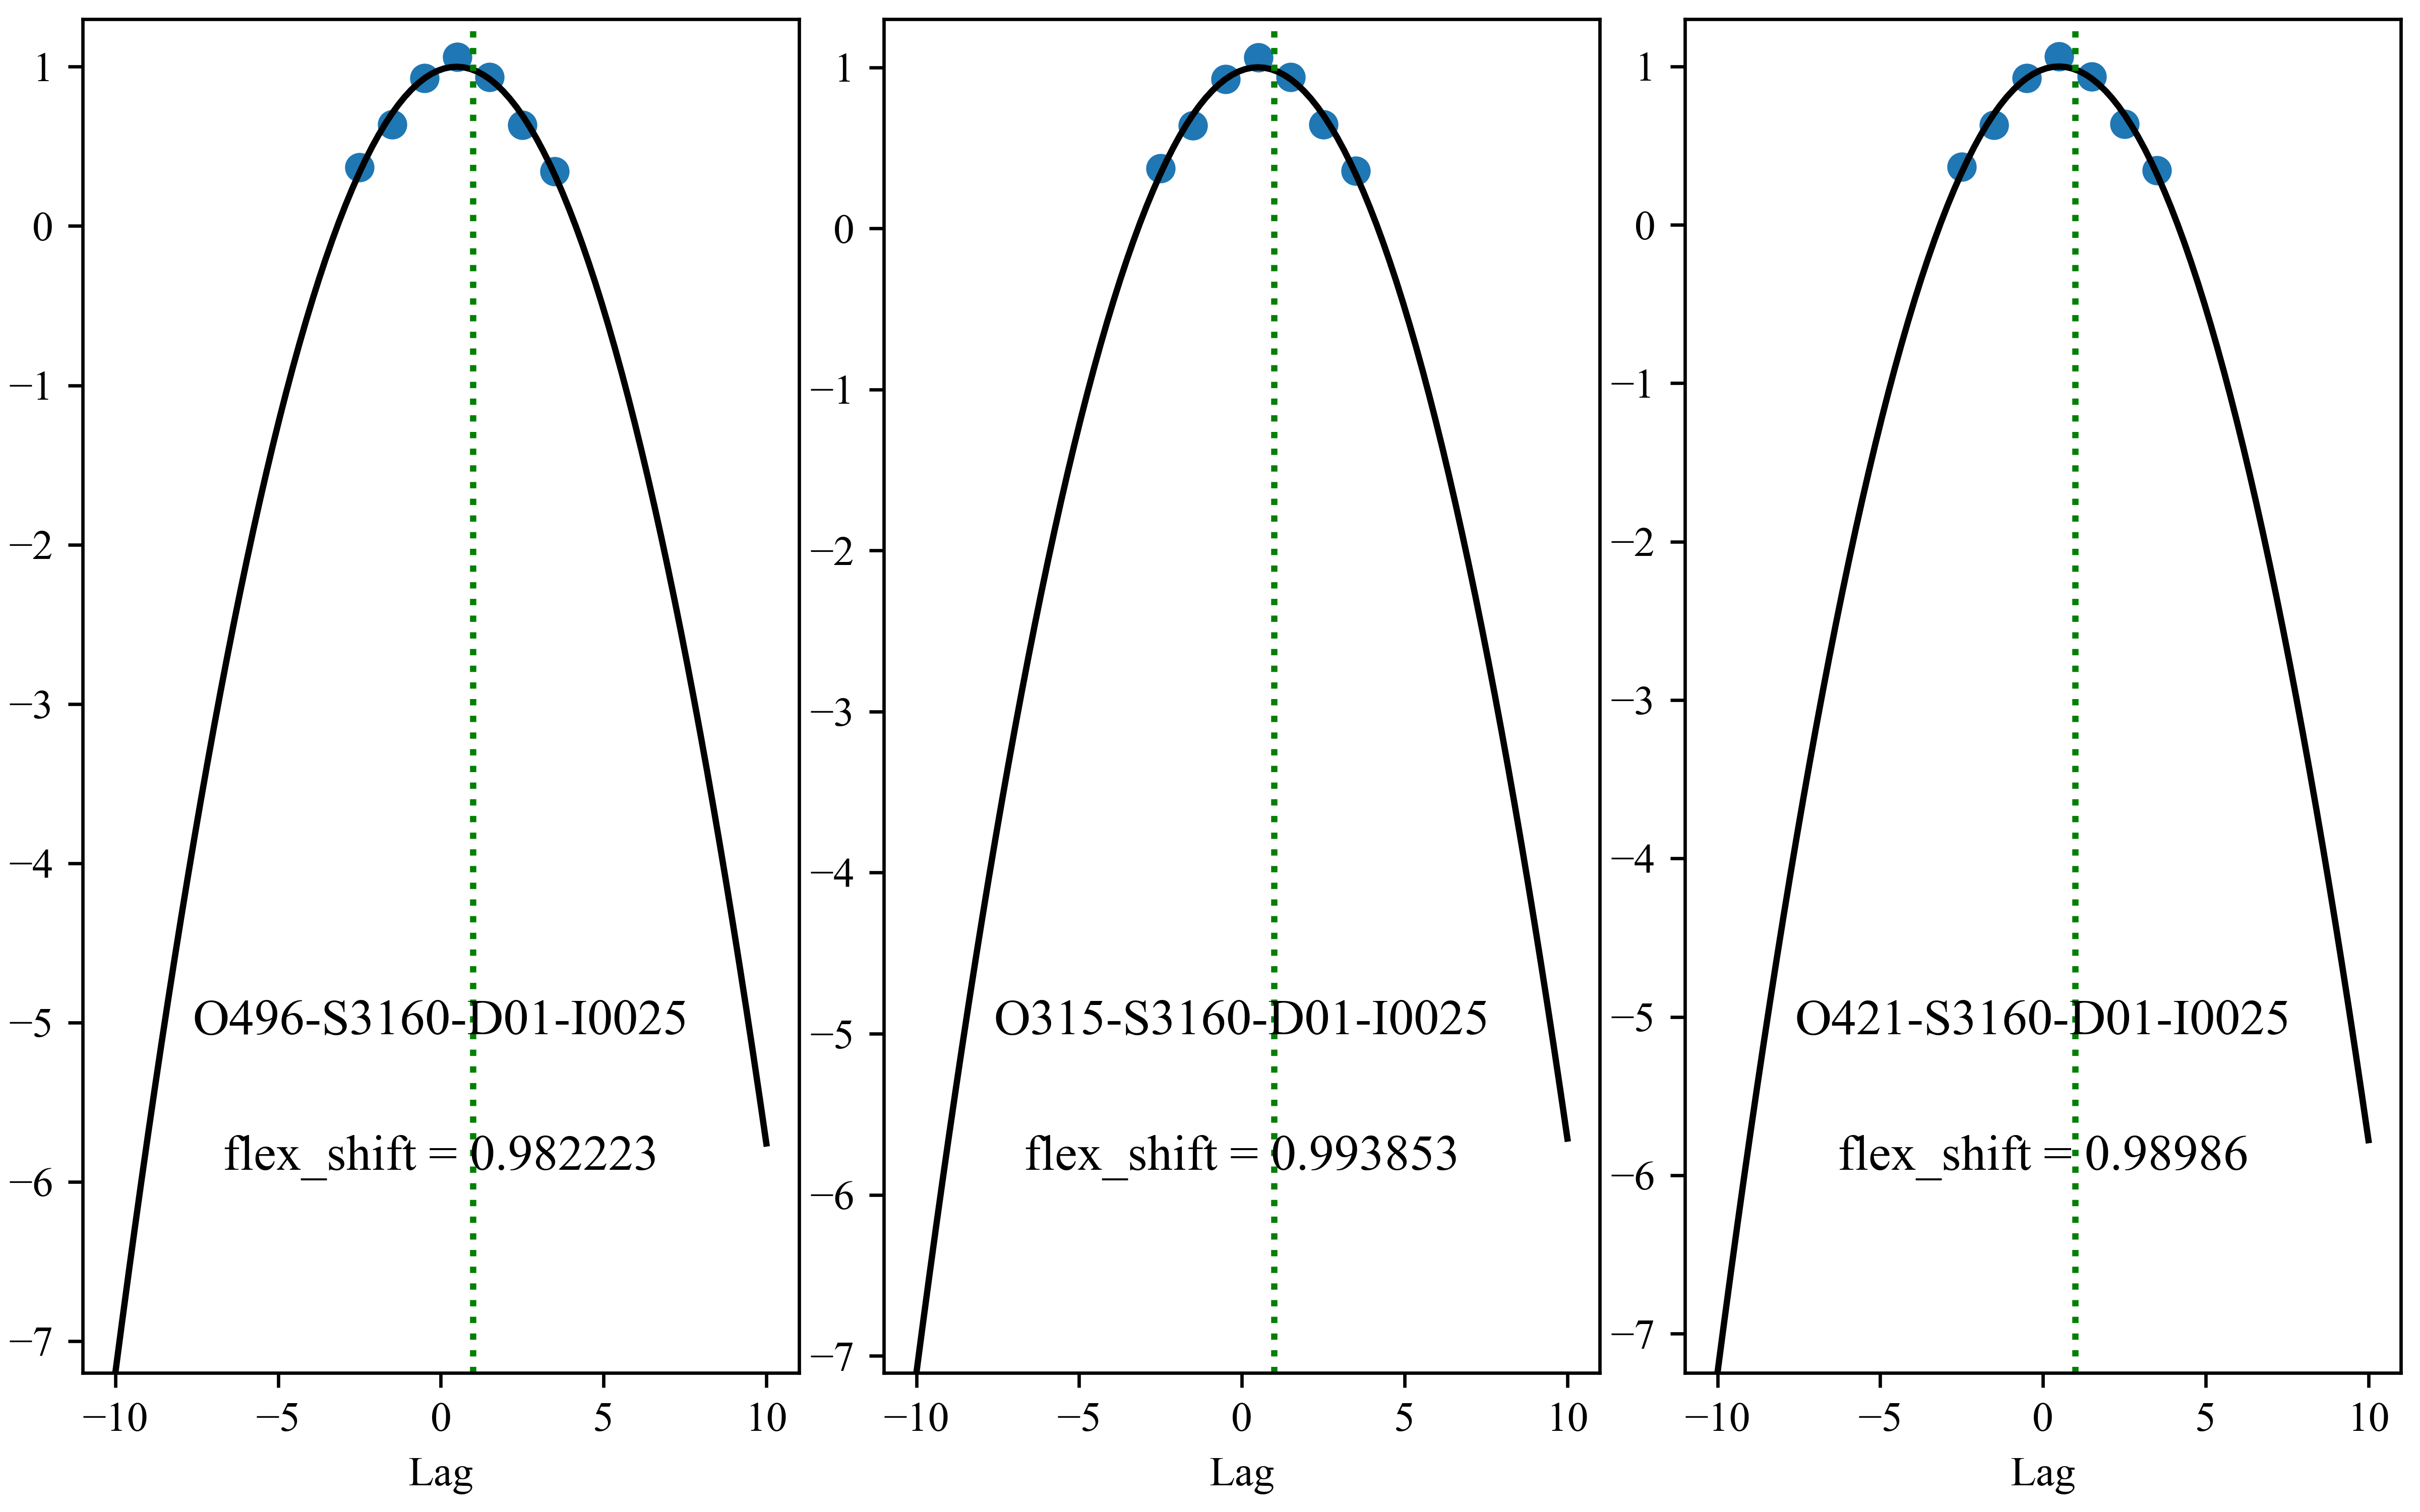 1
0
−1
−2
−3
−4
−5
−6
−7
−10 −5 0 5 10
Lag
O496-S3160-D01-I0025
flex_shift = 0.982223
1
0
−1
−2
−3
−4
−5
−6
−7
−10 −5 0 5 10
Lag
O315-S3160-D01-I0025
flex_shift = 0.993853
1
0
−1
−2
−3
−4
−5
−6
−7
−10 −5 0 5 10
Lag
O421-S3160-D01-I0025
flex_shift = 0.98986